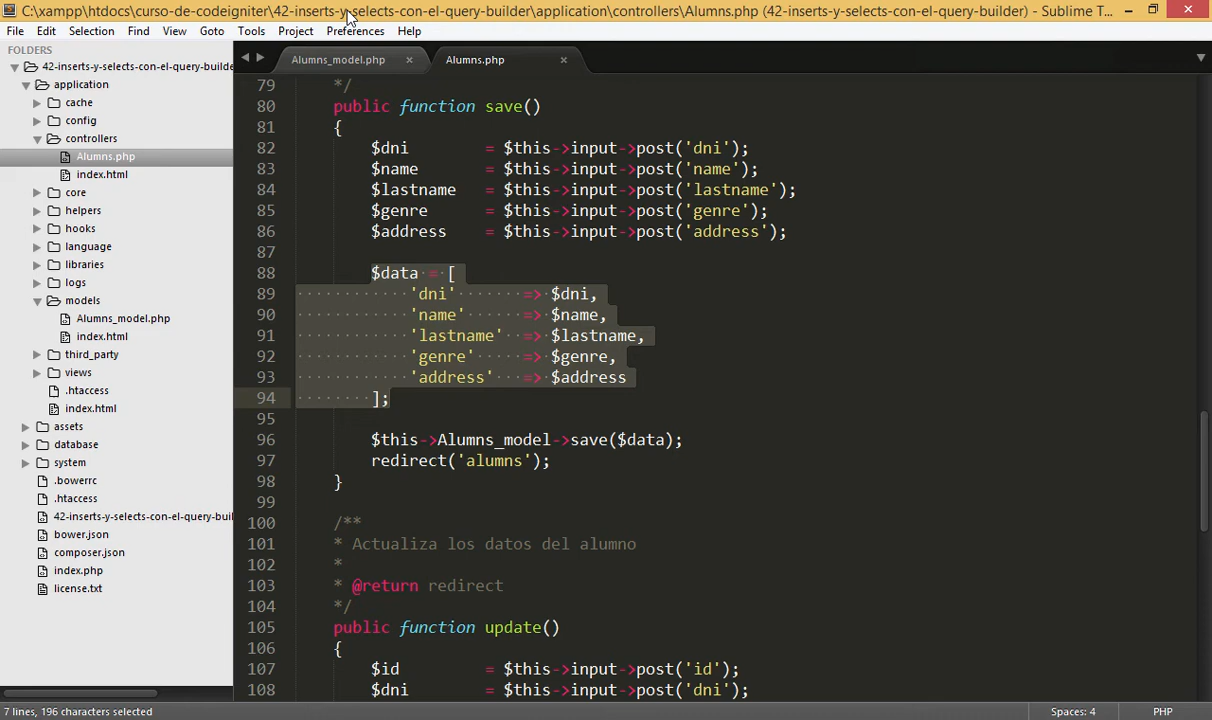 C:\xampp\htdocs\curso-de-codeigniter\42-inserts-y-selects-con-el-query-builder\application\controllers\Alumns.php (42-inserts-y-selects-con-el-query-builder) - Sublime T...
File Edit Selection Find View Goto Tools Project Preferences Help
FOLDERS
42-inserts-y-selects-con-el-query-builde
application
cache
config
controllers
Alumns.php
index.html
core
helpers
hooks
language
libraries
logs
models
Alumns_model.php
index.html
third_party
views
.htaccess
index.html
assets
database
system
.bowerrc
.htaccess
42-inserts-y-selects-con-el-query-buil
bower.json
composer.json
index.php
license.txt
Alumns_model.php × Alumns.php ×
79 */
80 public function save()
81 {
82 $dni = $this->input->post('dni');
83 $name = $this->input->post('name');
84 $lastname = $this->input->post('lastname');
85 $genre = $this->input->post('genre');
86 $address = $this->input->post('address');
87
88 $data = [
89 'dni' => $dni,
90 'name' => $name,
91 'lastname' => $lastname,
92 'genre' => $genre,
93 'address' => $address
94 ];
95
96 $this->Alumns_model->save($data);
97 redirect('alumns');
98 }
99
100 /**
101 * Actualiza los datos del alumno
102 *
103 * @return redirect
104 */
105 public function update()
106 {
107 $id = $this->input->post('id');
108 $dni = $this->input->post('dni');
7 lines, 196 characters selected Spaces: 4 PHP